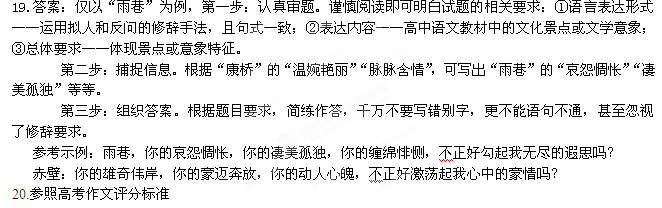 19.答案：仅以“雨巷”为例，第一步：认真审题。谨慎阅读即可明白试题的相关要求：①语言表达形式
——运用拟人和反问的修辞手法，且句式一致；②表达内容——高中语文教材中的文化景点或文学意象；
③总体要求——体现景点或意象特征。
第二步：捕捉信息。根据“康桥”的“温婉艳丽”“脉脉含情”，可写出“雨巷”的“哀怨惆怅”“凄
美孤独”等等。
第三步：组织答案。根据题目要求，简练作答，千万不要写错别字，更不能语句不通，甚至忽视
了修辞要求。
参考示例：雨巷，你的哀怨惆怅，你的凄美孤独，你的缠绵悱恻，不正好勾起我无尽的遐思吗？
赤壁：你的雄奇伟岸，你的豪迈奔放，你的动人心魄，不正好激荡起我心中的豪情吗？
20.参照高考作文评分标准